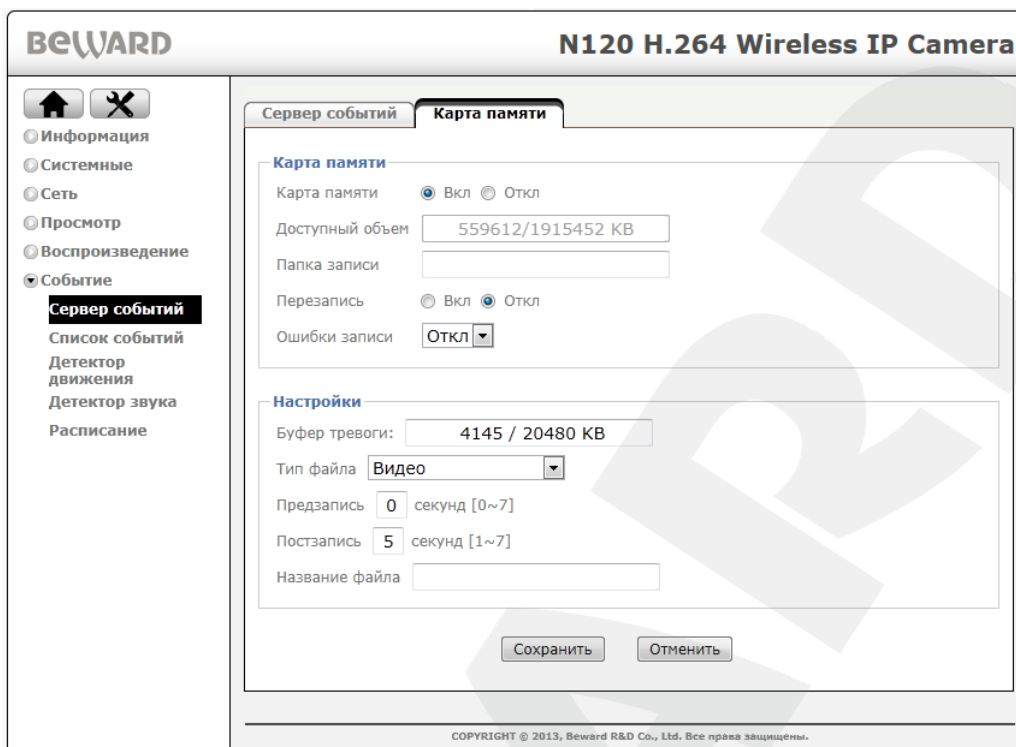 BEWARD
N120 H.264 Wireless IP Camera
Информация
Системные
Сеть
Просмотр
Воспроизведение
Событие
Сервер событий
Список событий
Детектор
движения
Детектор звука
Расписание
Сервер событий Карта памяти
Карта памяти
Карта памяти Вкл Откл
Доступный объем 559612/1915452 KB
Папка записи
Перезапись Вкл Откл
Ошибки записи Откл
Настройки
Буфер тревоги: 4145 / 20480 KB
Тип файла Видео
Предзапись 0 секунд [0~7]
Постзапись 5 секунд [1~7]
Название файла
Сохранить Отменить
COPYRIGHT © 2013, Beward R&D Co., Ltd. Все права защищены.